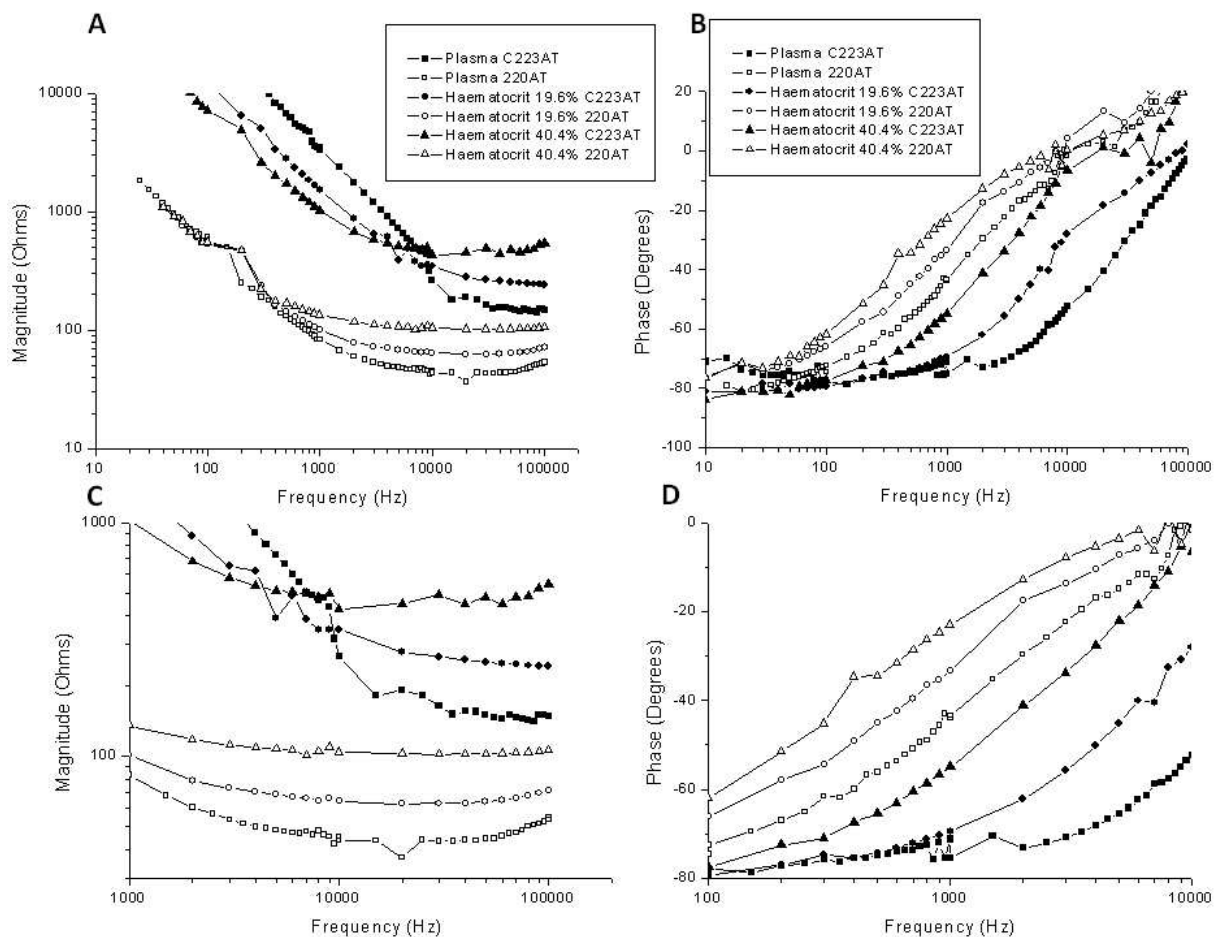 A
Plasma C223AT
Plasma 220AT
Haematocrit 19.6% C223AT
Haematocrit 19.6% 220AT
Haematocrit 40.4% C223AT
Haematocrit 40.4% 220AT
10000
1000
100
10
Magnitude (Ohms)
10 100 1000 10000 100000
Frequency (Hz)
B
Plasma C223AT
Plasma 220AT
Haematocrit 19.6% C223AT
Haematocrit 19.6% 220AT
Haematocrit 40.4% C223AT
Haematocrit 40.4% 220AT
20
0
-20
-40
-60
-80
-100
Phase (Degrees)
10 100 1000 10000 100000
Frequency (Hz)
C
1000
100
Magnitude (Ohms)
1000 10000 100000
Frequency (Hz)
D
0
-20
-40
-60
-80
Phase (Degrees)
100 1000 10000
Frequency (Hz)